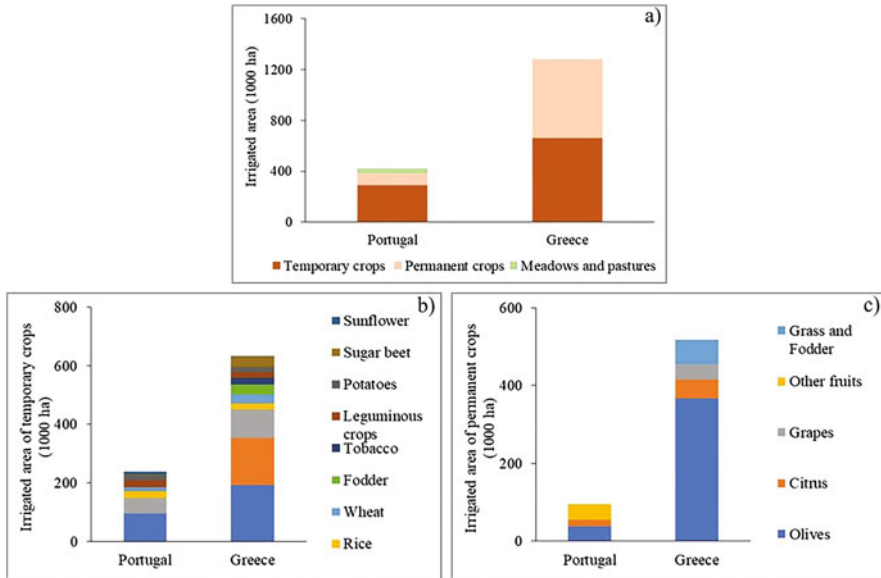 a)
Irrigated area (1000 ha)
1600
1200
800
400
0
Portugal Greece
Temporary crops Permanent crops Meadows and pastures
b)
Irrigated area of temporary crops
(1000 ha)
800
600
400
200
0
Portugal Greece
Sunflower
Sugar beet
Potatoes
Leguminous
crops
Tobacco
Fodder
Wheat
Rice
c)
Irrigated area of permanent crops
(1000 ha)
600
400
200
0
Portugal Greece
Grass and
Fodder
Other fruits
Grapes
Citrus
Olives